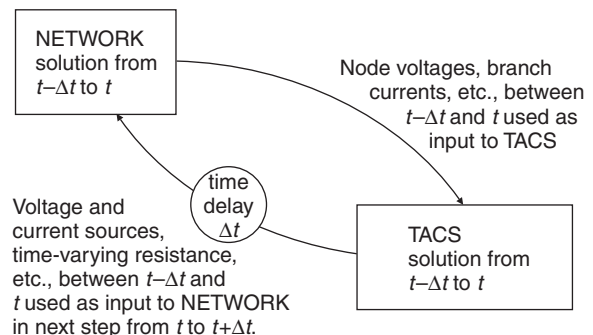 NETWORK
solution from
t–Δt to t
Node voltages, branch
currents, etc., between
t–Δt and t used as
input to TACS
time
delay
Δt
Voltage and
current sources,
time-varying resistance,
etc., between t–Δt and
t used as input to NETWORK
in next step from t to t+Δt.
TACS
solution from
t–Δt to t